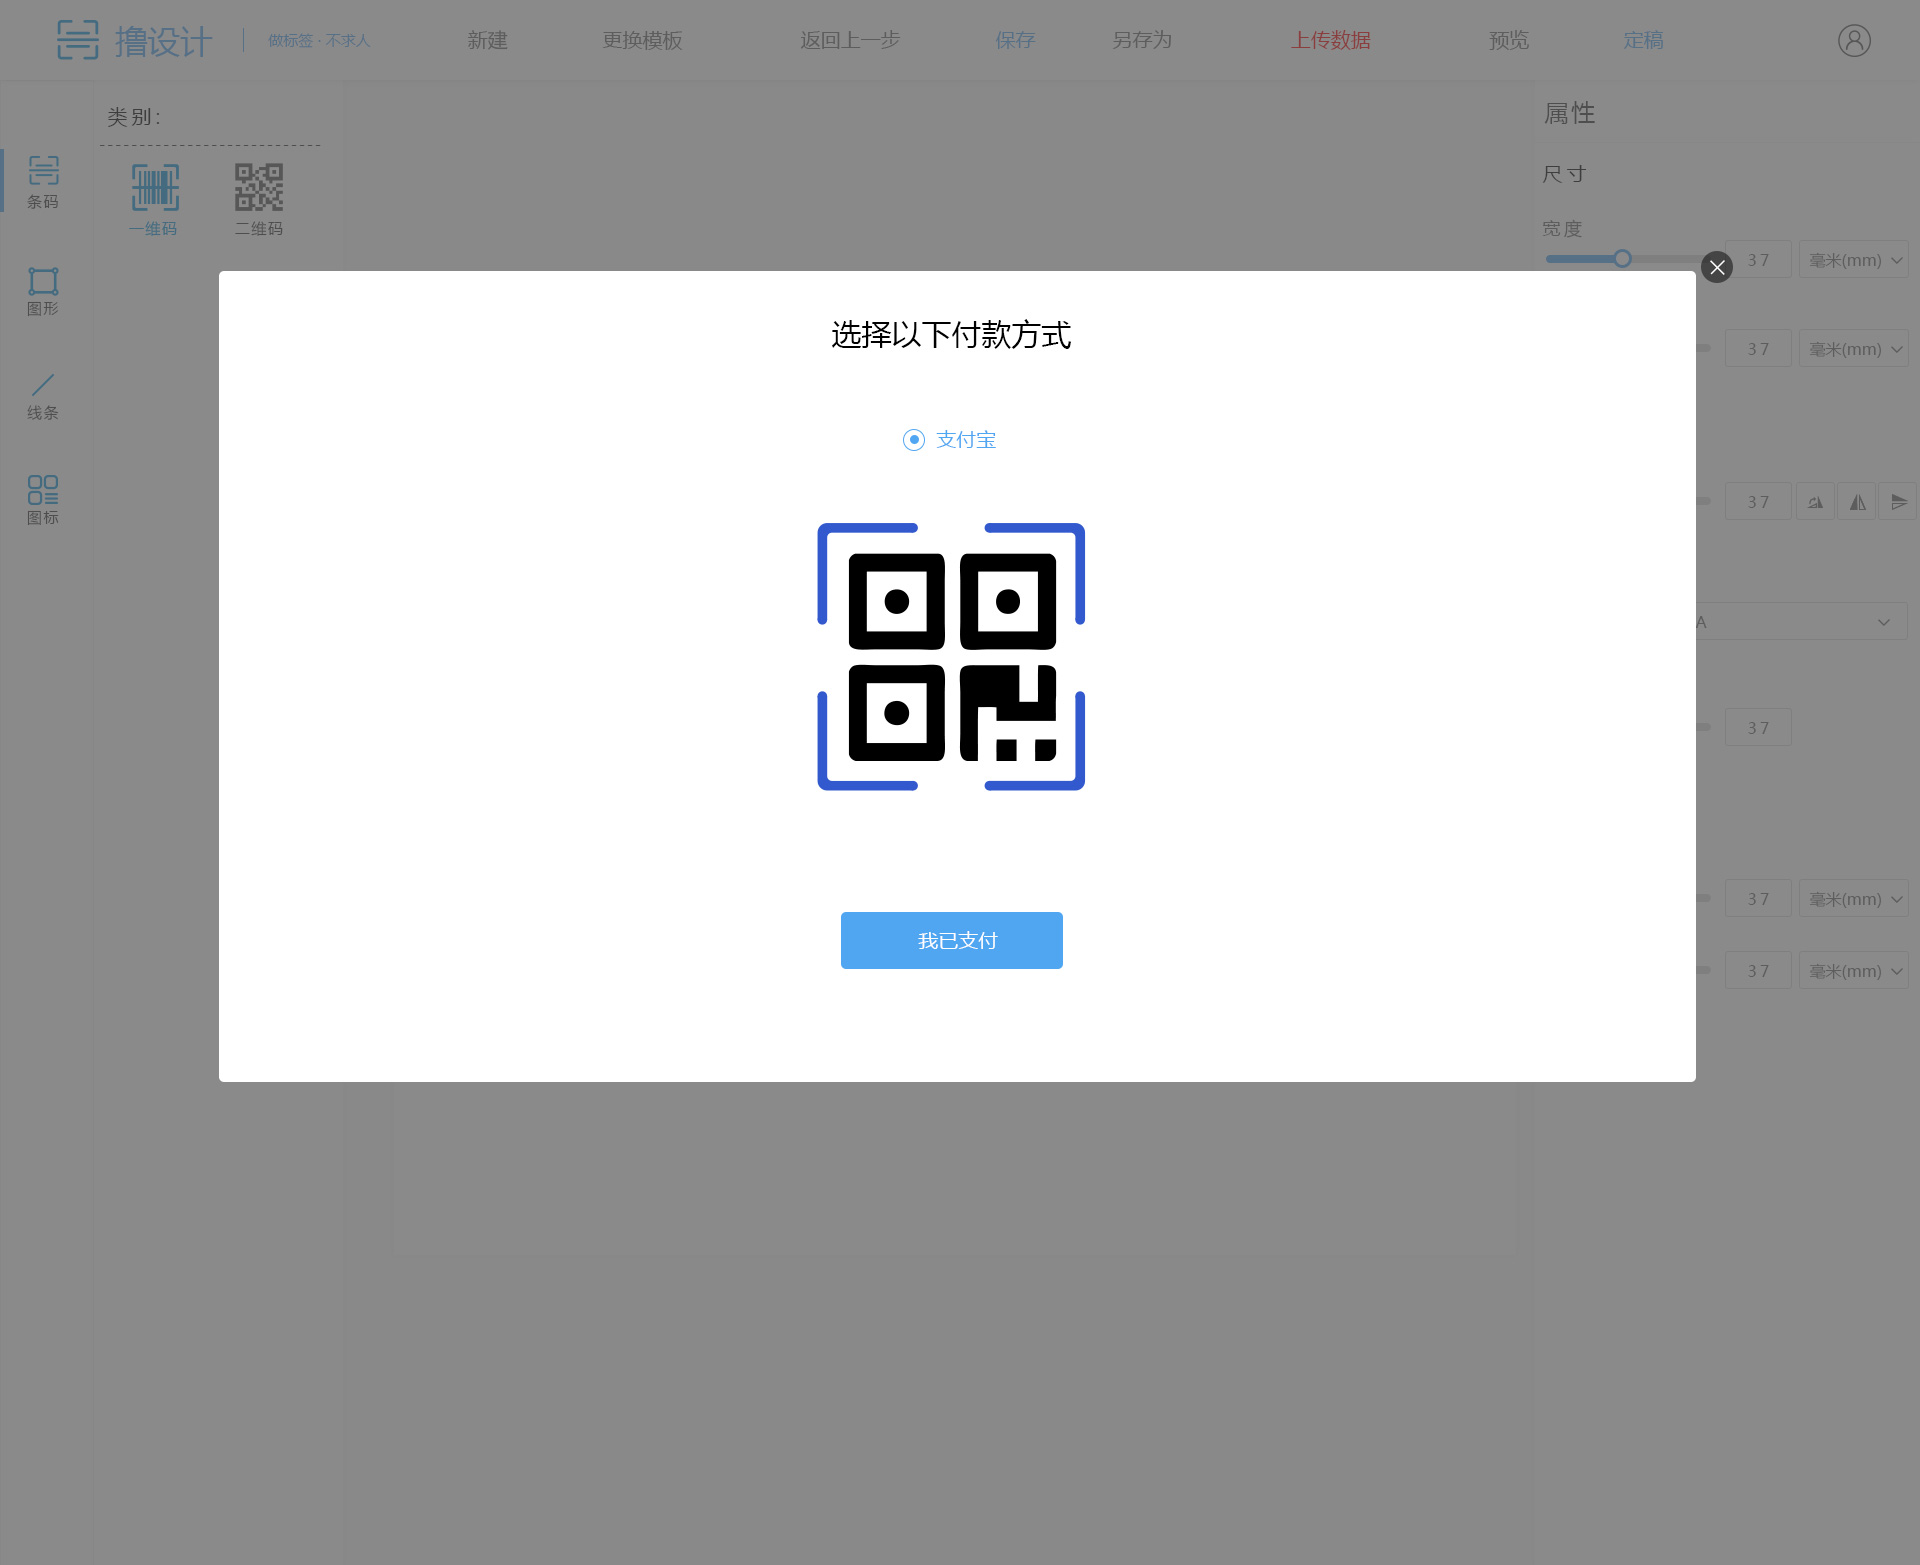 撸设计
做标签 · 不求人
新建
更换模板
返回上一步
保存
另存为
上传数据
预览
定稿
类别:
属性
条码
一维码
二维码
尺寸
宽度
37
毫米(mm)
图形
选择以下付款方式
37
毫米(mm)
线条
支付宝
图标
37
A
37
37
毫米(mm)
我已支付
37
毫米(mm)